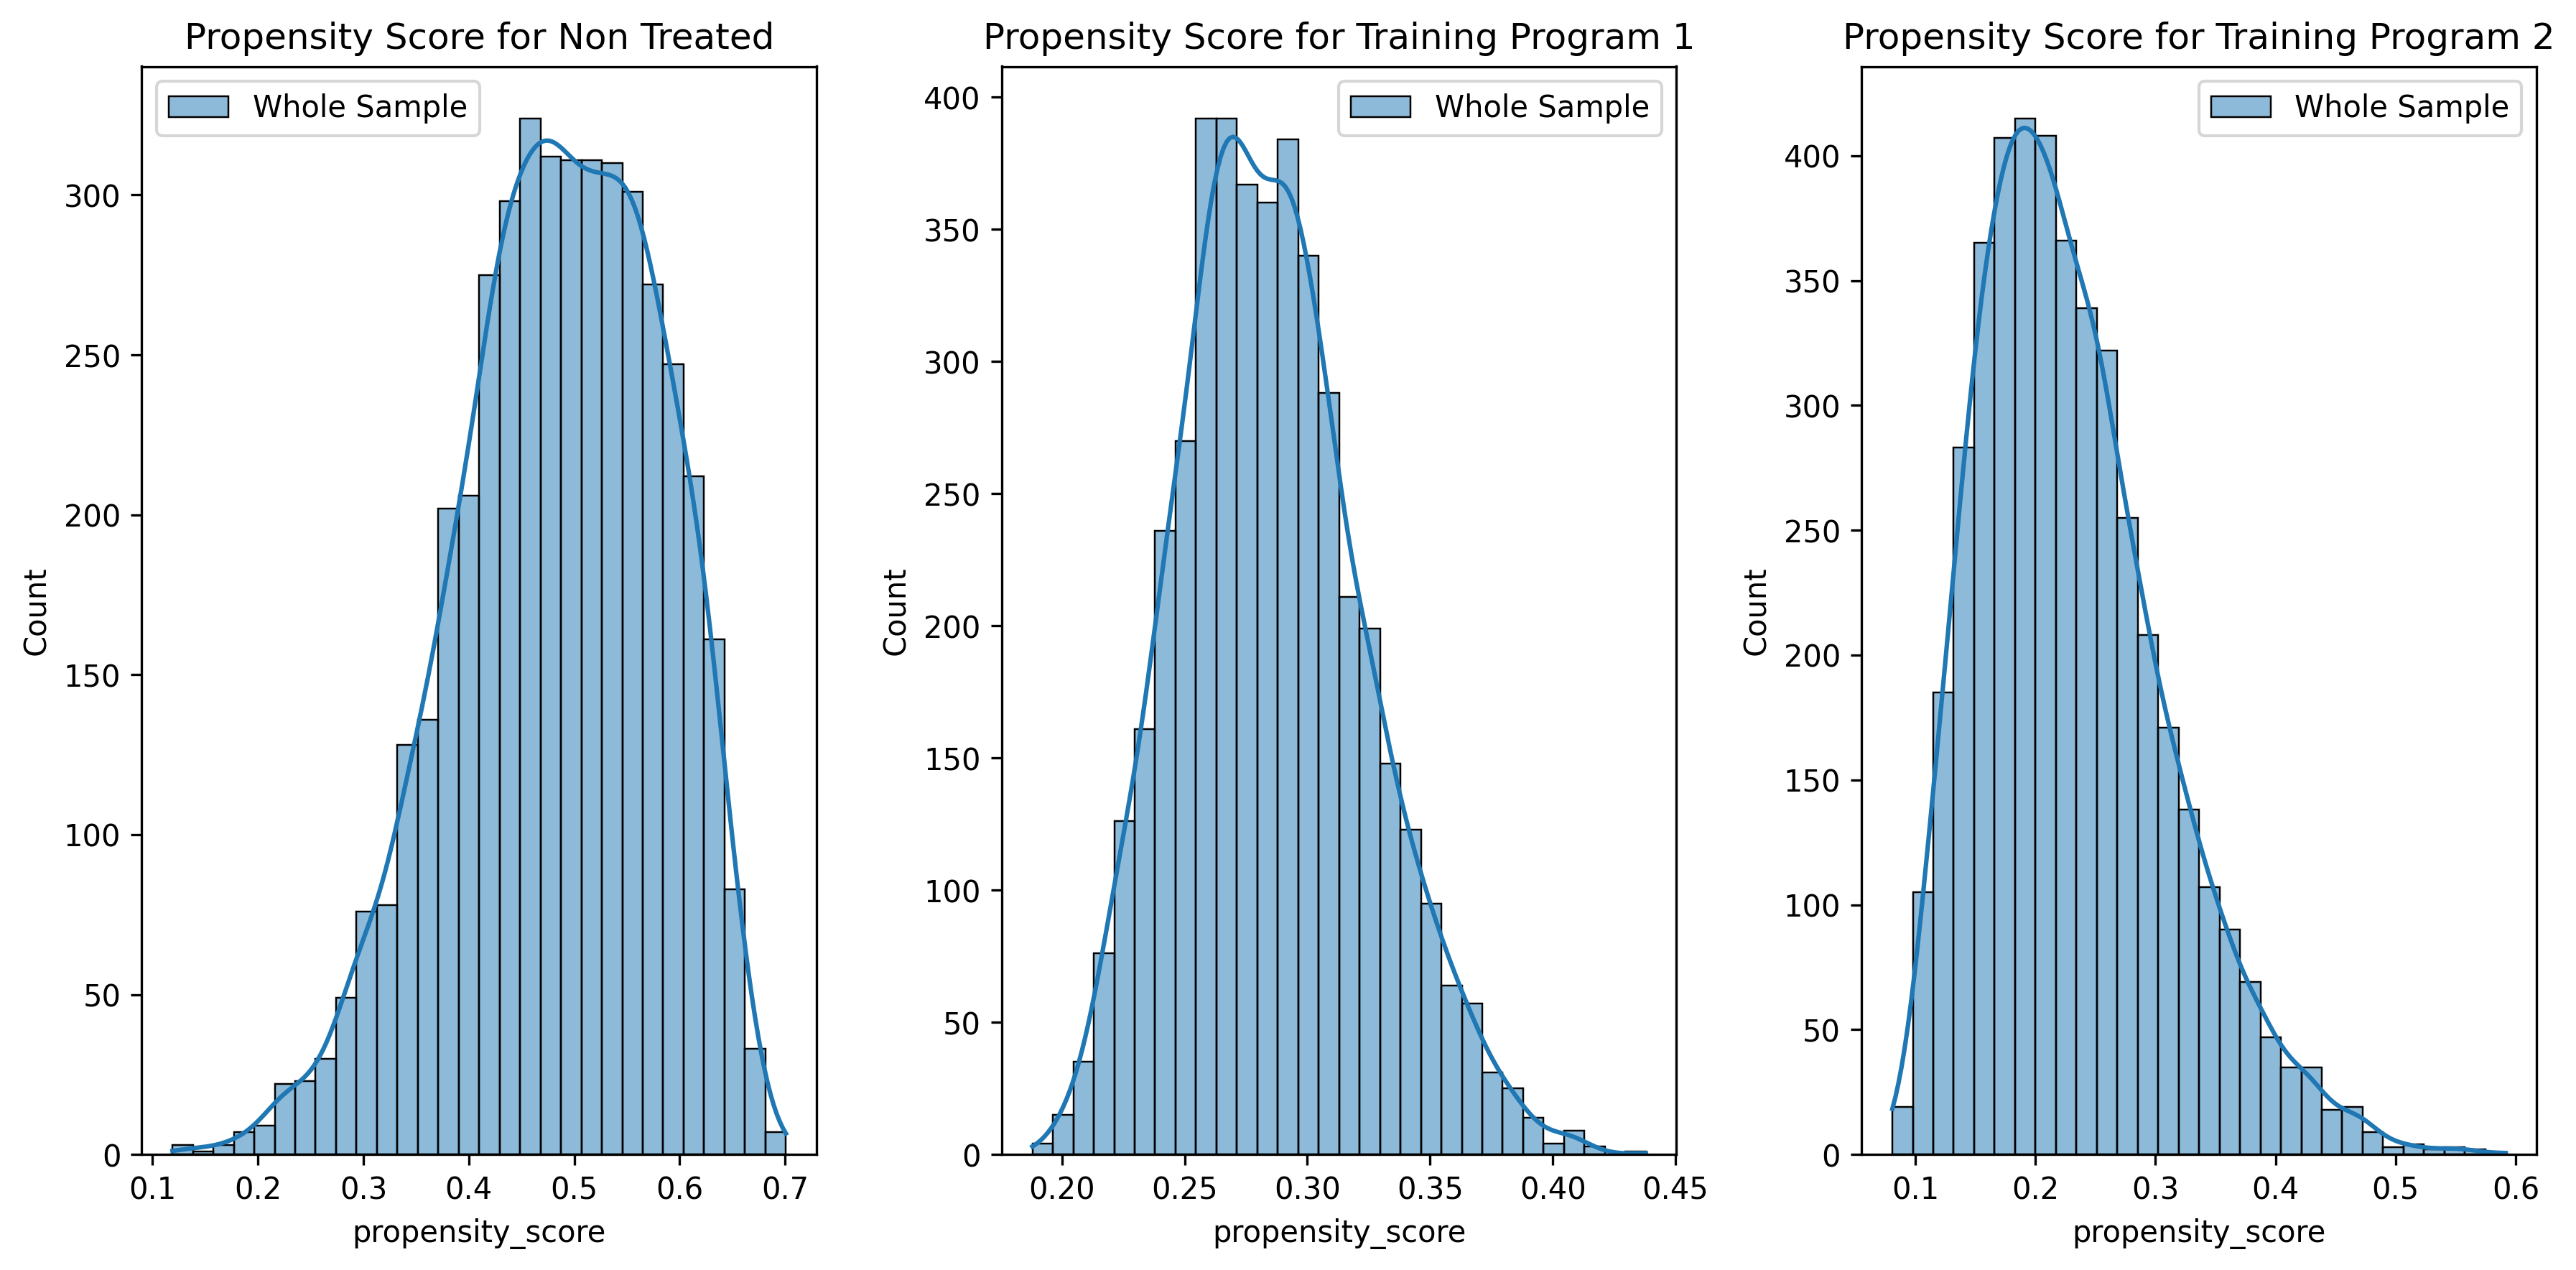 Propensity Score for Non Treated
Whole Sample
300
250
200
150
100
50
0
Count
0.1 0.2 0.3 0.4 0.5 0.6 0.7
propensity_score
Propensity Score for Training Program 1
Whole Sample
400
350
300
250
200
150
100
50
0
Count
0.20 0.25 0.30 0.35 0.40 0.45
propensity_score
Propensity Score for Training Program 2
Whole Sample
400
350
300
250
200
150
100
50
0
Count
0.1 0.2 0.3 0.4 0.5 0.6
propensity_score